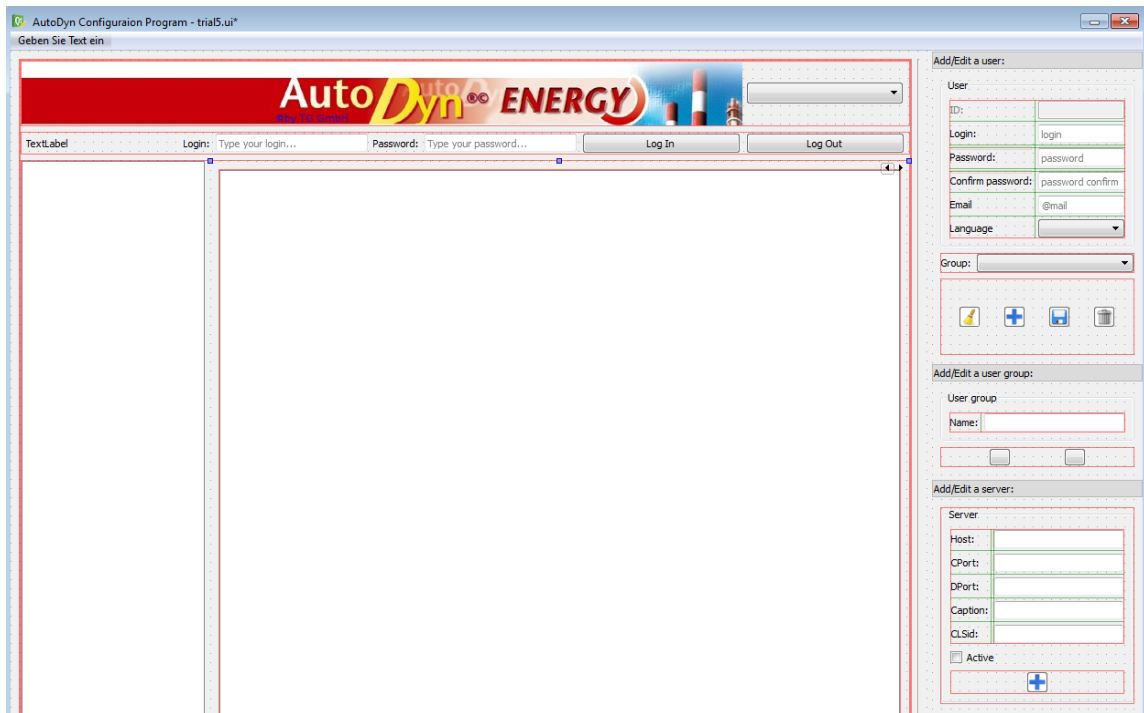 AutoDyn Configuraion Program - trial5.ui*
Geben Sie Text ein
Auto Dyn ®© ENERGY
®by TG GmbH
TextLabel Login: Type your login... Password: Type your password... Log In Log Out
Add/Edit a user:
User
ID:
Login: login
Password: password
Confirm password: password confirm
Email @mail
Language
Group:
Add/Edit a user group:
User group
Name:
Add/Edit a server:
Server
Host:
CPort:
DPort:
Caption:
CLSid:
Active